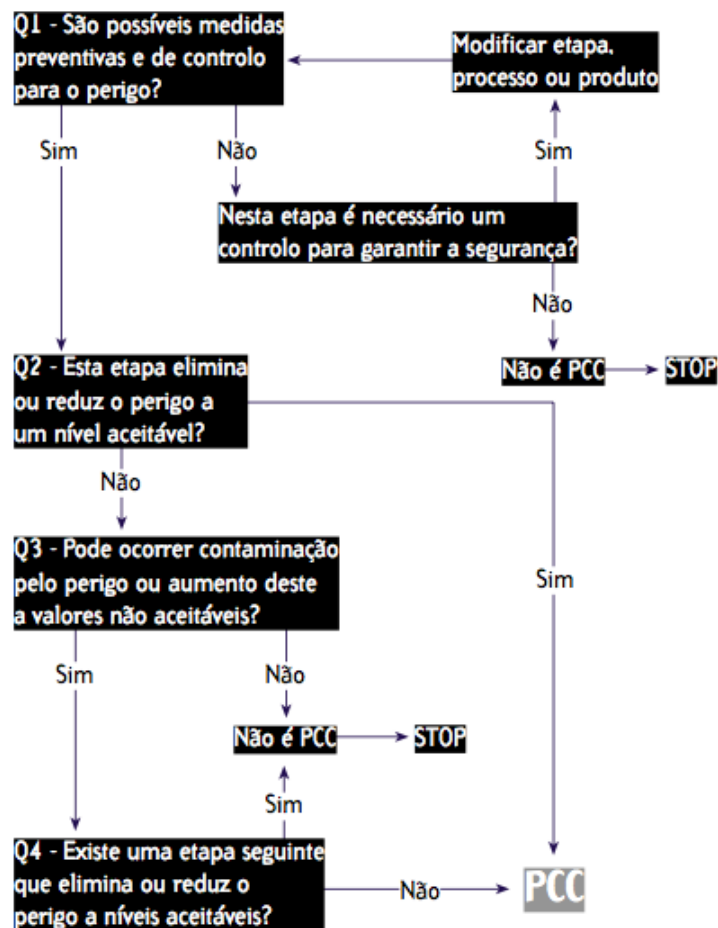 Q1 - São possíveis medidas
preventivas e de controlo
para o perigo?
Modificar etapa,
processo ou produto
Sim
Não
Sim
Nesta etapa é necessário um
controlo para garantir a segurança?
Não
Não é PCC
STOP
Q2 - Esta etapa elimina
ou reduz o perigo a
um nível aceitável?
Não
Q3 - Pode ocorrer contaminação
pelo perigo ou aumento deste
a valores não aceitáveis?
Sim
Sim
Não
Não é PCC
STOP
Sim
Q4 - Existe uma etapa seguinte
que elimina ou reduz o
perigo a níveis aceitáveis?
Não
PCC